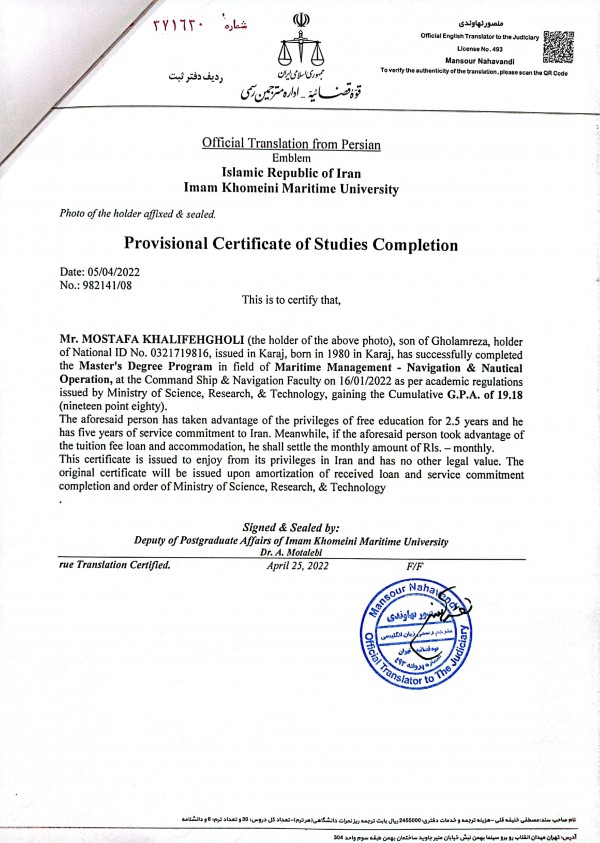 منصور نهاوندی
Official English Translator to the Judiciary
License No. 493
Mansour Nahavandi
To verify the authenticity of the translation, please scan the QR Code
شماره: ۳۷۱۶۳۰
ردیف دفتر ثبت
جمهوری اسلامی ایران
قوّه قضائیّه - اداره مترجمین رسمی
Official Translation from Persian
Emblem
Islamic Republic of Iran
Imam Khomeini Maritime University
Photo of the holder affixed & sealed.
Provisional Certificate of Studies Completion
Date: 05/04/2022
No.: 982141/08
This is to certify that,
Mr. MOSTAFA KHALIFEHGHOLI (the holder of the above photo), son of Gholamreza, holder
of National ID No. 0321719816, issued in Karaj, born in 1980 in Karaj, has successfully completed
the Master's Degree Program in field of Maritime Management - Navigation & Nautical
Operation, at the Command Ship & Navigation Faculty on 16/01/2022 as per academic regulations
issued by Ministry of Science, Research, & Technology, gaining the Cumulative G.P.A. of 19.18
(nineteen point eighty).
The aforesaid person has taken advantage of the privileges of free education for 2.5 years and he
has five years of service commitment to Iran. Meanwhile, if the aforesaid person took advantage of
the tuition fee loan and accommodation, he shall settle the monthly amount of Rls. – monthly.
This certificate is issued to enjoy from its privileges in Iran and has no other legal value. The
original certificate will be issued upon amortization of received loan and service commitment
completion and order of Ministry of Science, Research, & Technology
.
Signed & Sealed by:
Deputy of Postgraduate Affairs of Imam Khomeini Maritime University
Dr. A. Motalebi
rue Translation Certified. April 25, 2022 F/F
Mansour Nahavandi
منصور نهاوندی
مترجم رسمی زبان انگلیسی
قوه قضائیه تهران
شماره پروانه ۴۹۳
Official Translator to The Judiciary
نام صاحب سند: مصطفی خلیفه قلی - هزینه ترجمه و خدمات دفتری: 2455000 ریال بابت ترجمه ریز نمرات دانشگاهی (هر ترم) - تعداد کل دروس: 30 و تعداد ترم: 6 و دانشنامه
آدرس: تهران میدان انقلاب رو برو سینما بهمن نبش خیابان منیر جاوید ساختمان بهمن طبقه سوم واحد 304